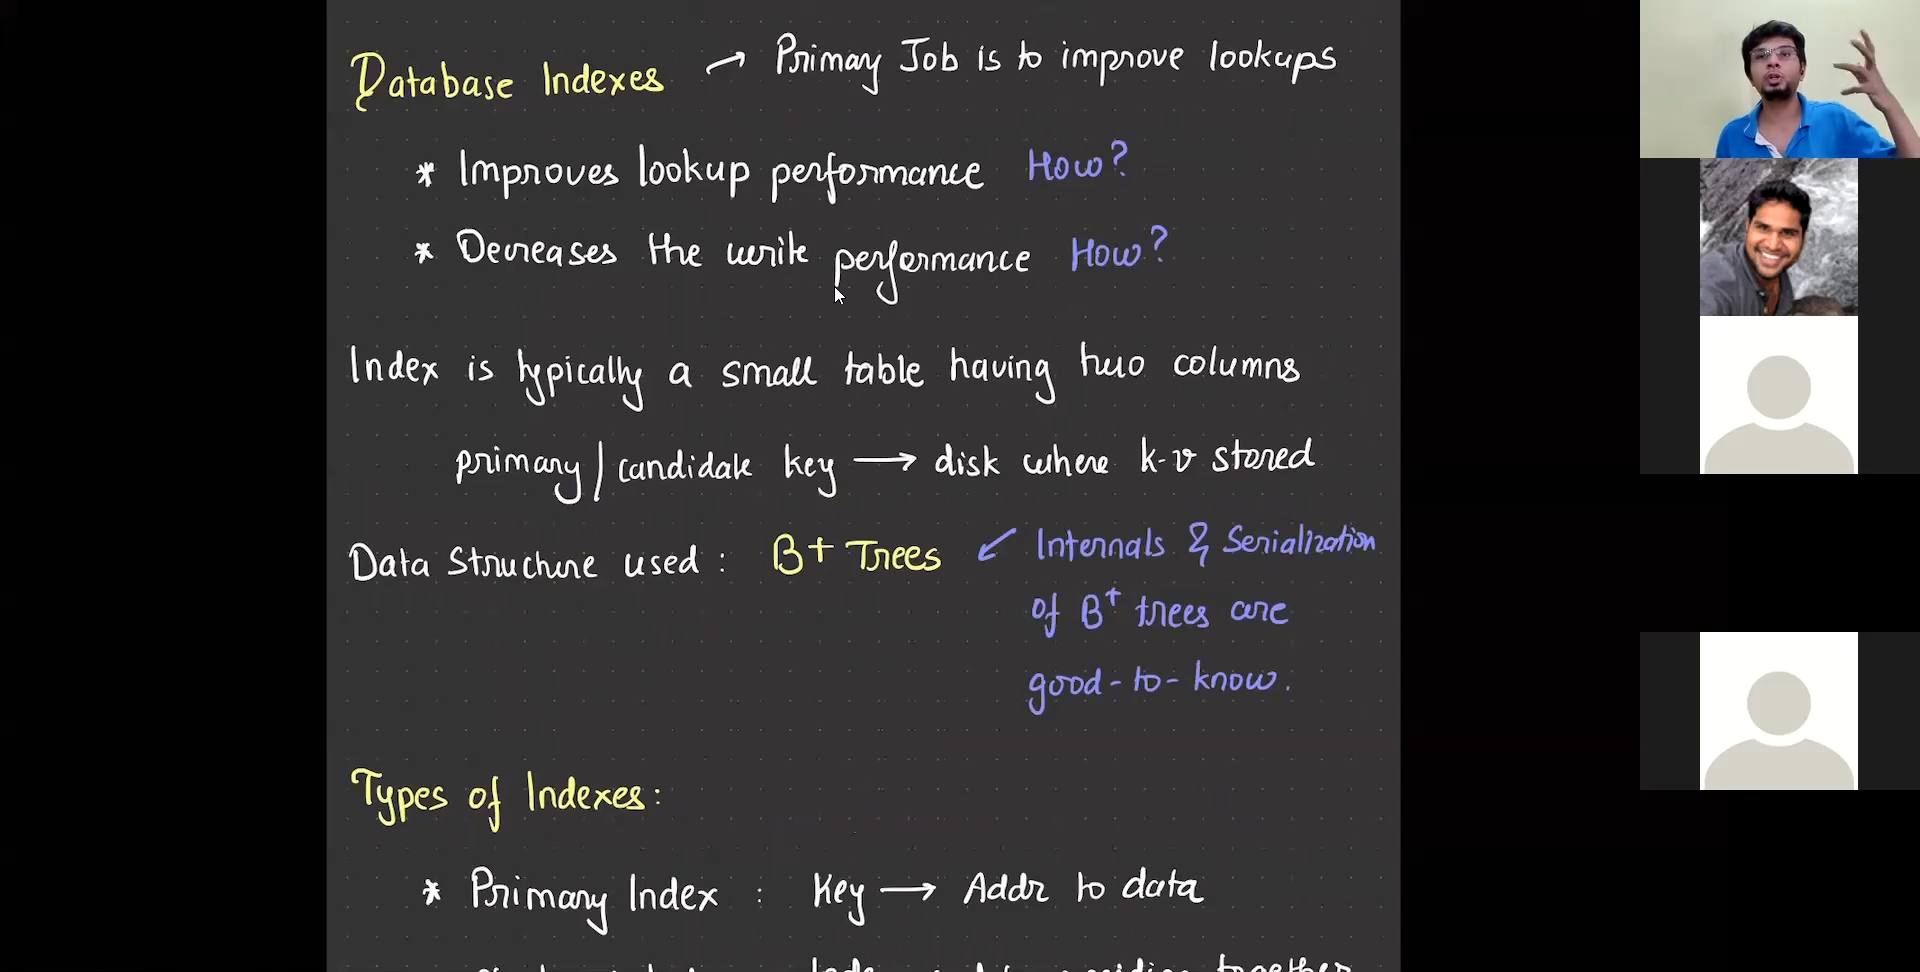 Database Indexes → Primary Job is to improve lookups
* Improves lookup performance How?
* Decreases the write performance How?
Index is typically a small table having two columns
primary/candidate key → disk where k-v stored
Data Structure used : B+ Trees ↙ Internals & Serialization
of B+ trees are
good-to-know.
Types of Indexes:
* Primary Index : Key → Addr to data
together